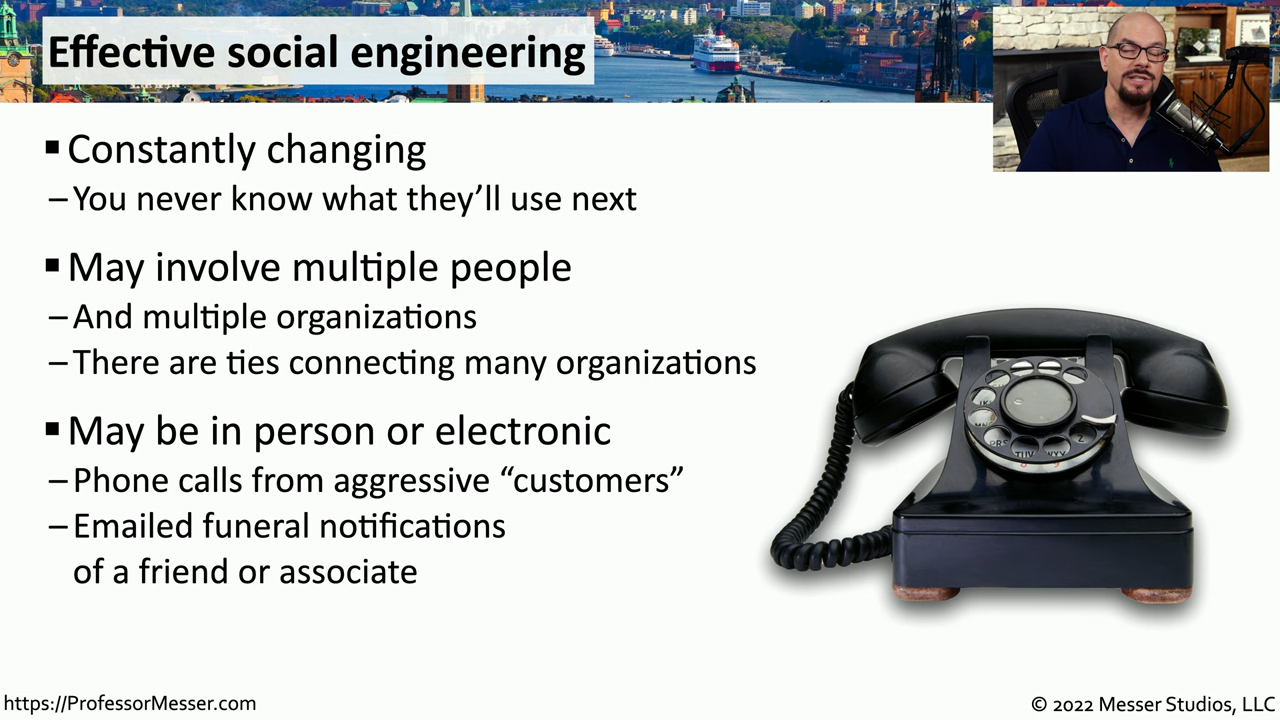 Effective social engineering
▪ Constantly changing
– You never know what they’ll use next
▪ May involve multiple people
– And multiple organizations
– There are ties connecting many organizations
▪ May be in person or electronic
– Phone calls from aggressive “customers”
– Emailed funeral notifications
of a friend or associate
https://ProfessorMesser.com
© 2022 Messer Studios, LLC